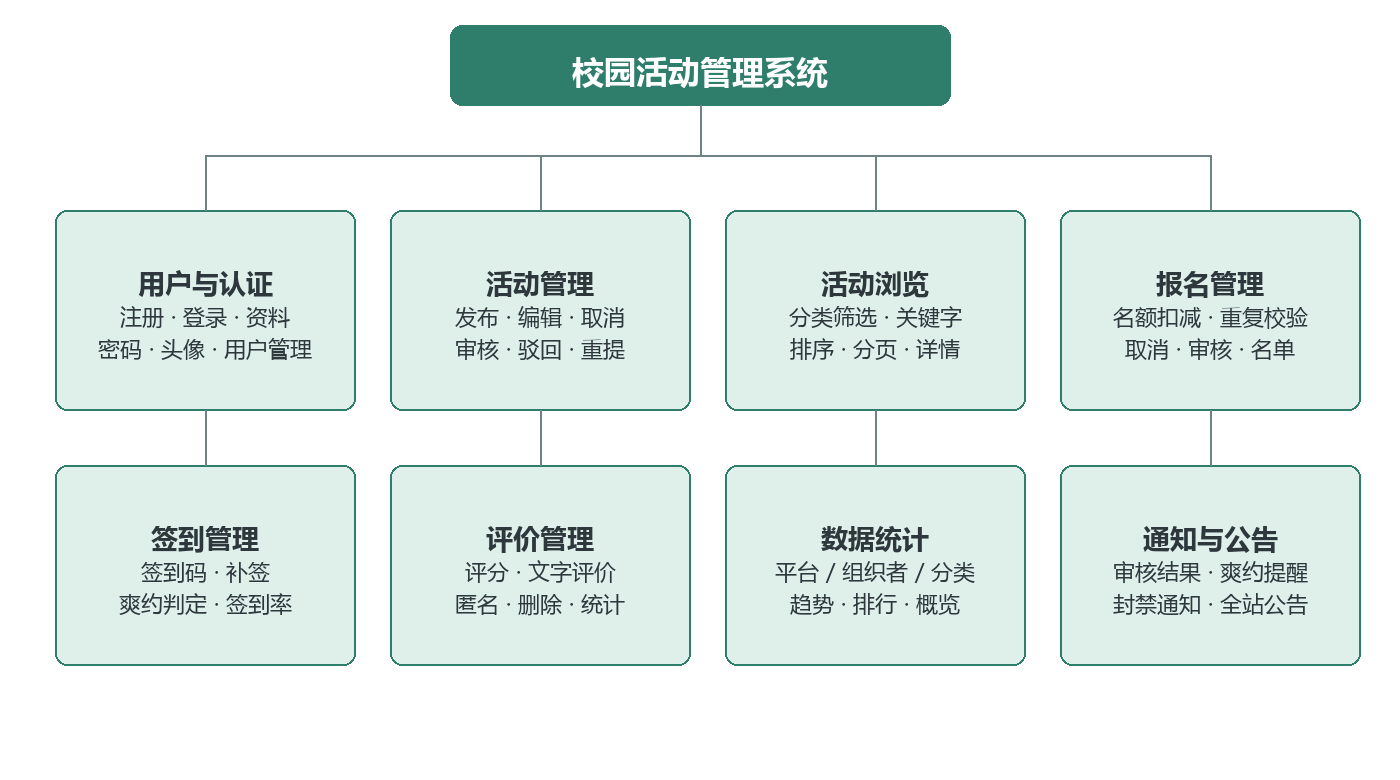 校园活动管理系统
用户与认证
注册 · 登录 · 资料
密码 · 头像 · 用户管理
活动管理
发布 · 编辑 · 取消
审核 · 驳回 · 重提
活动浏览
分类筛选 · 关键字
排序 · 分页 · 详情
报名管理
名额扣减 · 重复校验
取消 · 审核 · 名单
签到管理
签到码 · 补签
爽约判定 · 签到率
评价管理
评分 · 文字评价
匿名 · 删除 · 统计
数据统计
平台 / 组织者 / 分类
趋势 · 排行 · 概览
通知与公告
审核结果 · 爽约提醒
封禁通知 · 全站公告